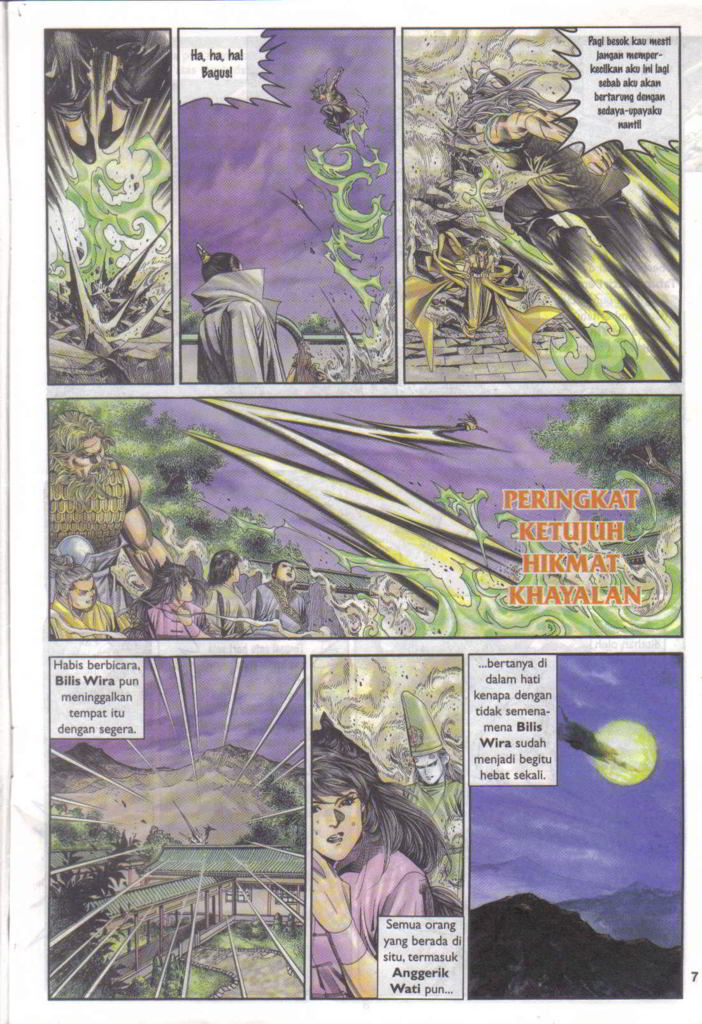 Ha, ha, ha!
Bagus!
Pagi besok kau mesti
jangan memper-
kecilkan aku ini lagi
sebab aku akan
bertarung dengan
sedaya-upayaku
nanti!
PERINGKAT
KETUJUH
HIKMAT
KHAYALAN
Habis berbicara,
Bilis Wira pun
meninggalkan
tempat itu
dengan segera.
Semua orang
yang berada di
situ, termasuk
Anggerik
Wati pun...
...bertanya di
dalam hati
kenapa dengan
tidak semena-
mena Bilis
Wira sudah
menjadi begitu
hebat sekali.
7